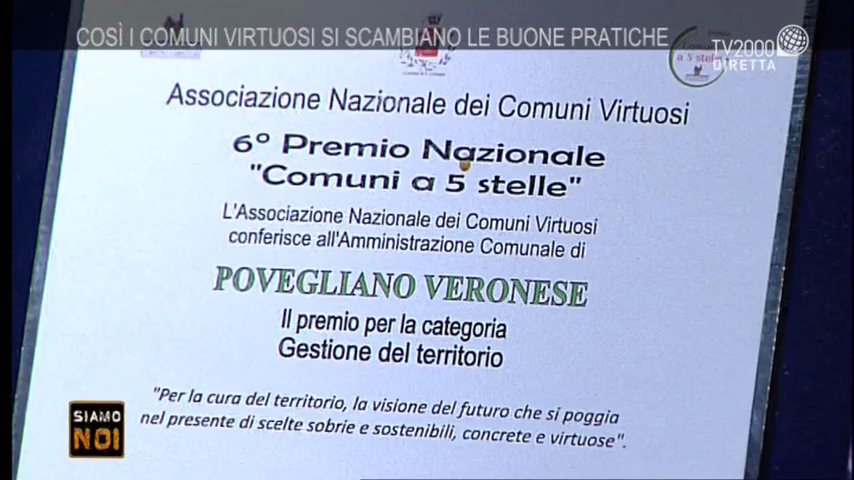 COSÌ I COMUNI VIRTUOSI SI SCAMBIANO LE BUONE PRATICHE
TV2000
DIRETTA
Comuni
a 5 stelle
Associazione Nazionale dei Comuni Virtuosi
6° Premio Nazionale
"Comuni a 5 stelle"
L'Associazione Nazionale dei Comuni Virtuosi
conferisce all'Amministrazione Comunale di
POVEGLIANO VERONESE
Il premio per la categoria
Gestione del territorio
"Per la cura del territorio, la visione del futuro che si poggia
nel presente di scelte sobrie e sostenibili, concrete e virtuose".
SIAMO
NOI